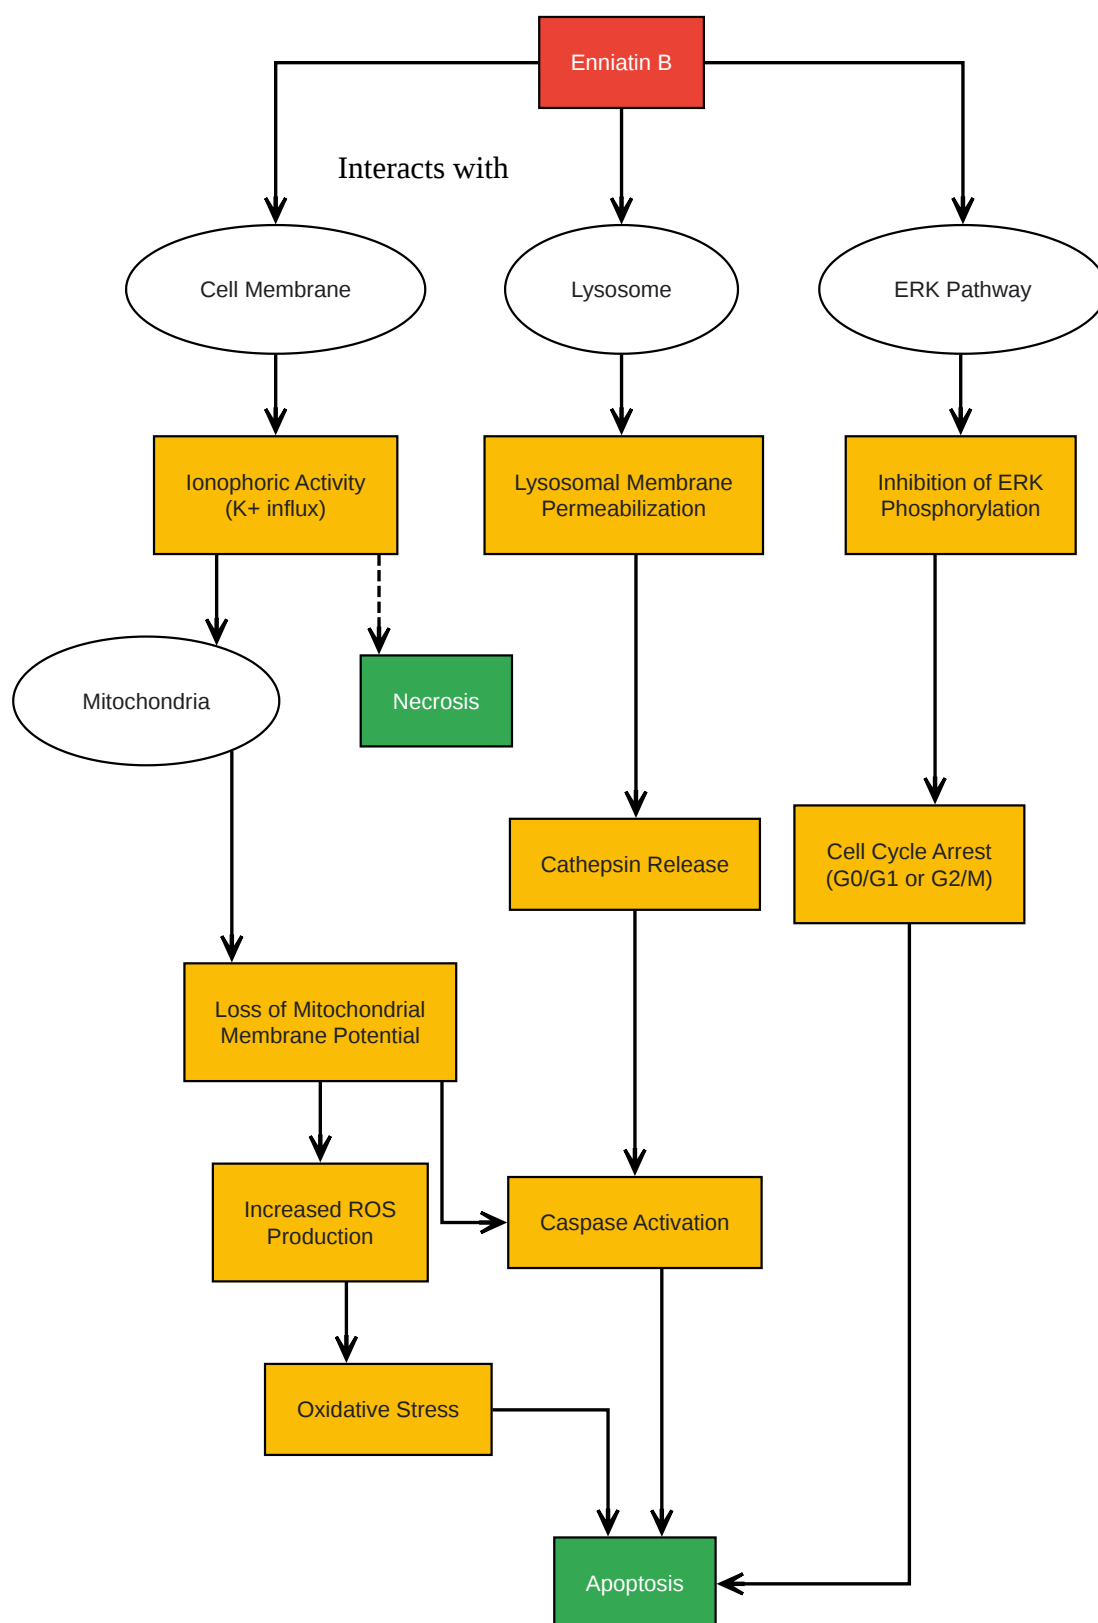 Enniatin B
Interacts with
Cell Membrane
Lysosome
ERK Pathway
Ionophoric Activity
(K+ influx)
Lysosomal Membrane
Permeabilization
Inhibition of ERK
Phosphorylation
Mitochondria
Necrosis
Cathepsin Release
Cell Cycle Arrest
(G0/G1 or G2/M)
Loss of Mitochondrial
Membrane Potential
Increased ROS
Production
Caspase Activation
Oxidative Stress
Apoptosis